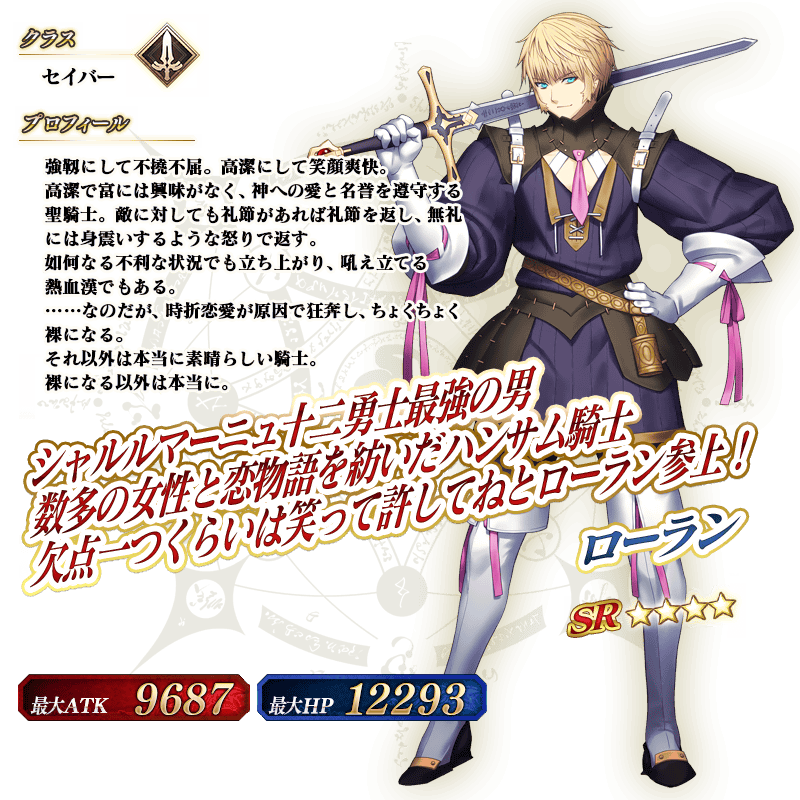 クラス
セイバー
プロフィール
強靱にして不撓不屈。高潔にして笑顔爽快。
高潔で富には興味がなく、神への愛と名誉を遵守する
聖騎士。敵に対しても礼節があれば礼節を返し、無礼
には身震いするような怒りで返す。
如何なる不利な状況でも立ち上がり、吼え立てる
熱血漢でもある。
……なのだが、時折恋愛が原因で狂奔し、ちょくちょく
裸になる。
それ以外は本当に素晴らしい騎士。
裸になる以外は本当に。
シャルルマーニュ十二勇士最強の男
数多の女性と恋物語を紡いだハンサム騎士
欠点一つくらいは笑って許してねとローラン参上！
ローラン
SR ★★★★
最大ATK 9687
最大HP 12293